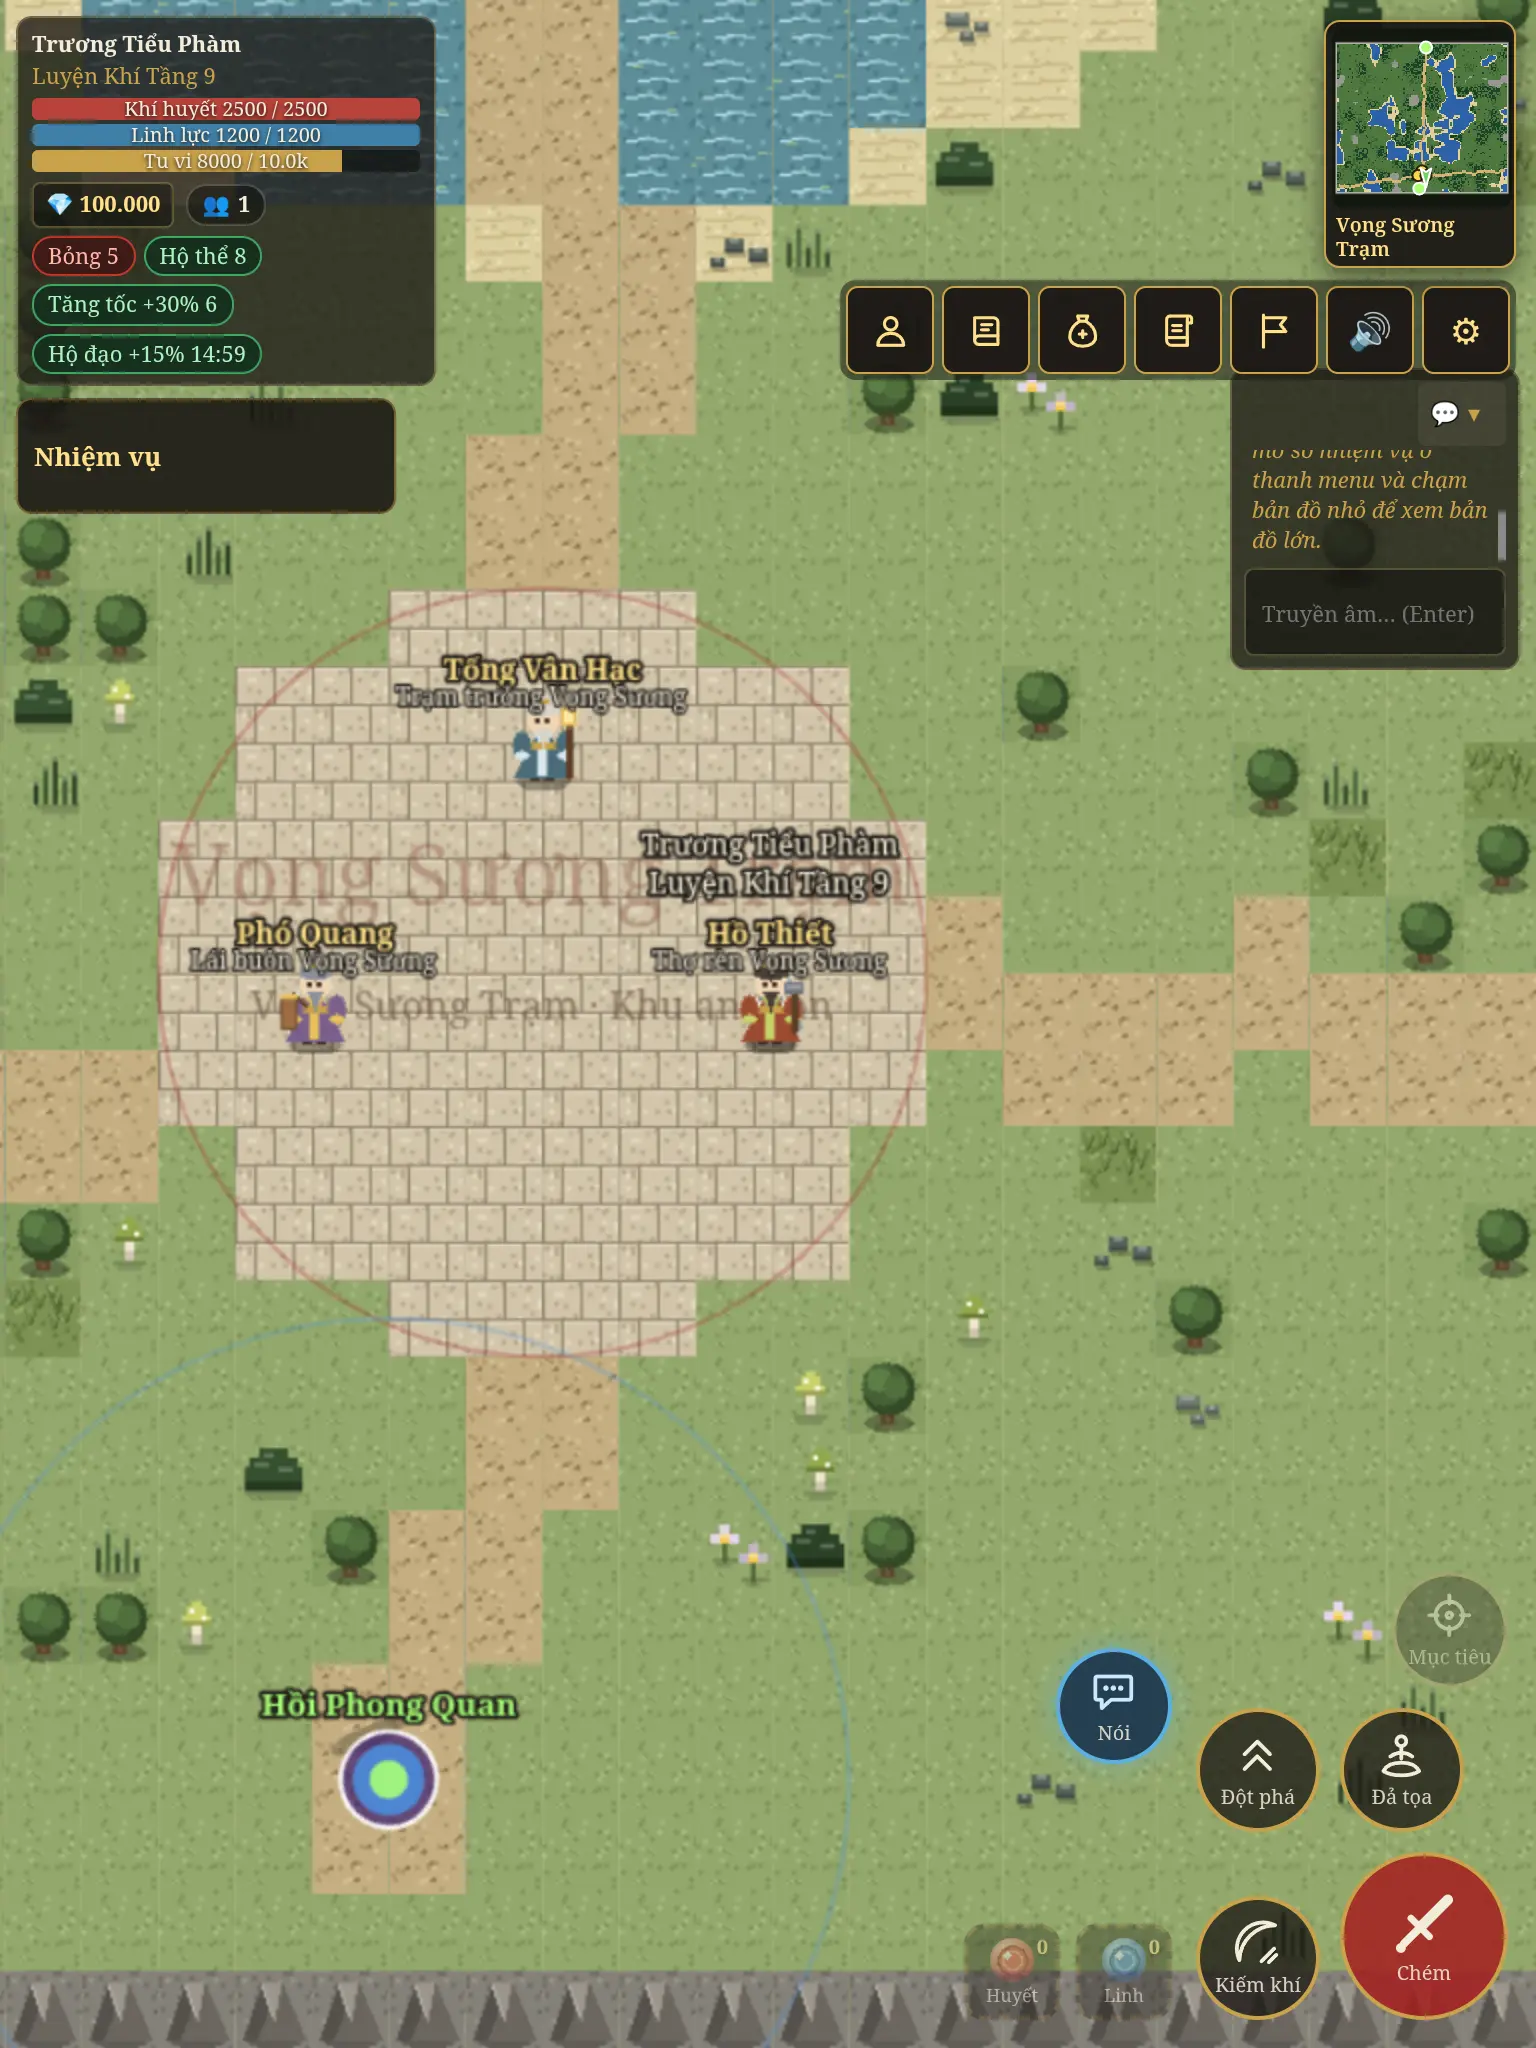 Trương Tiểu Phàm
Luyện Khí Tầng 9
Khí huyết 2500 / 2500
Linh lực 1200 / 1200
Tu vi 8000 / 10.0k
100.000
1
Bỏng 5
Hộ thể 8
Tăng tốc +30% 6
Hộ đạo +15% 14:59
Nhiệm vụ
Vọng Sương
Trạm
mở sổ nhiệm vụ ở
thanh menu và chạm
bản đồ nhỏ để xem bản
đồ lớn.
Truyền âm... (Enter)
Tống Vân Hạc
Trạm trưởng Vọng Sương
Trương Tiểu Phàm
Luyện Khí Tầng 9
Vọng Sương
Phó Quang
Lái buôn Vọng Sương
Hồ Thiết
Thợ rèn Vọng Sương
Sương Trạm · Khu an
Hồi Phong Quan
Mục tiêu
Nói
Đột phá
Đả tọa
0
Huyết
0
Linh
Kiếm khí
Chém